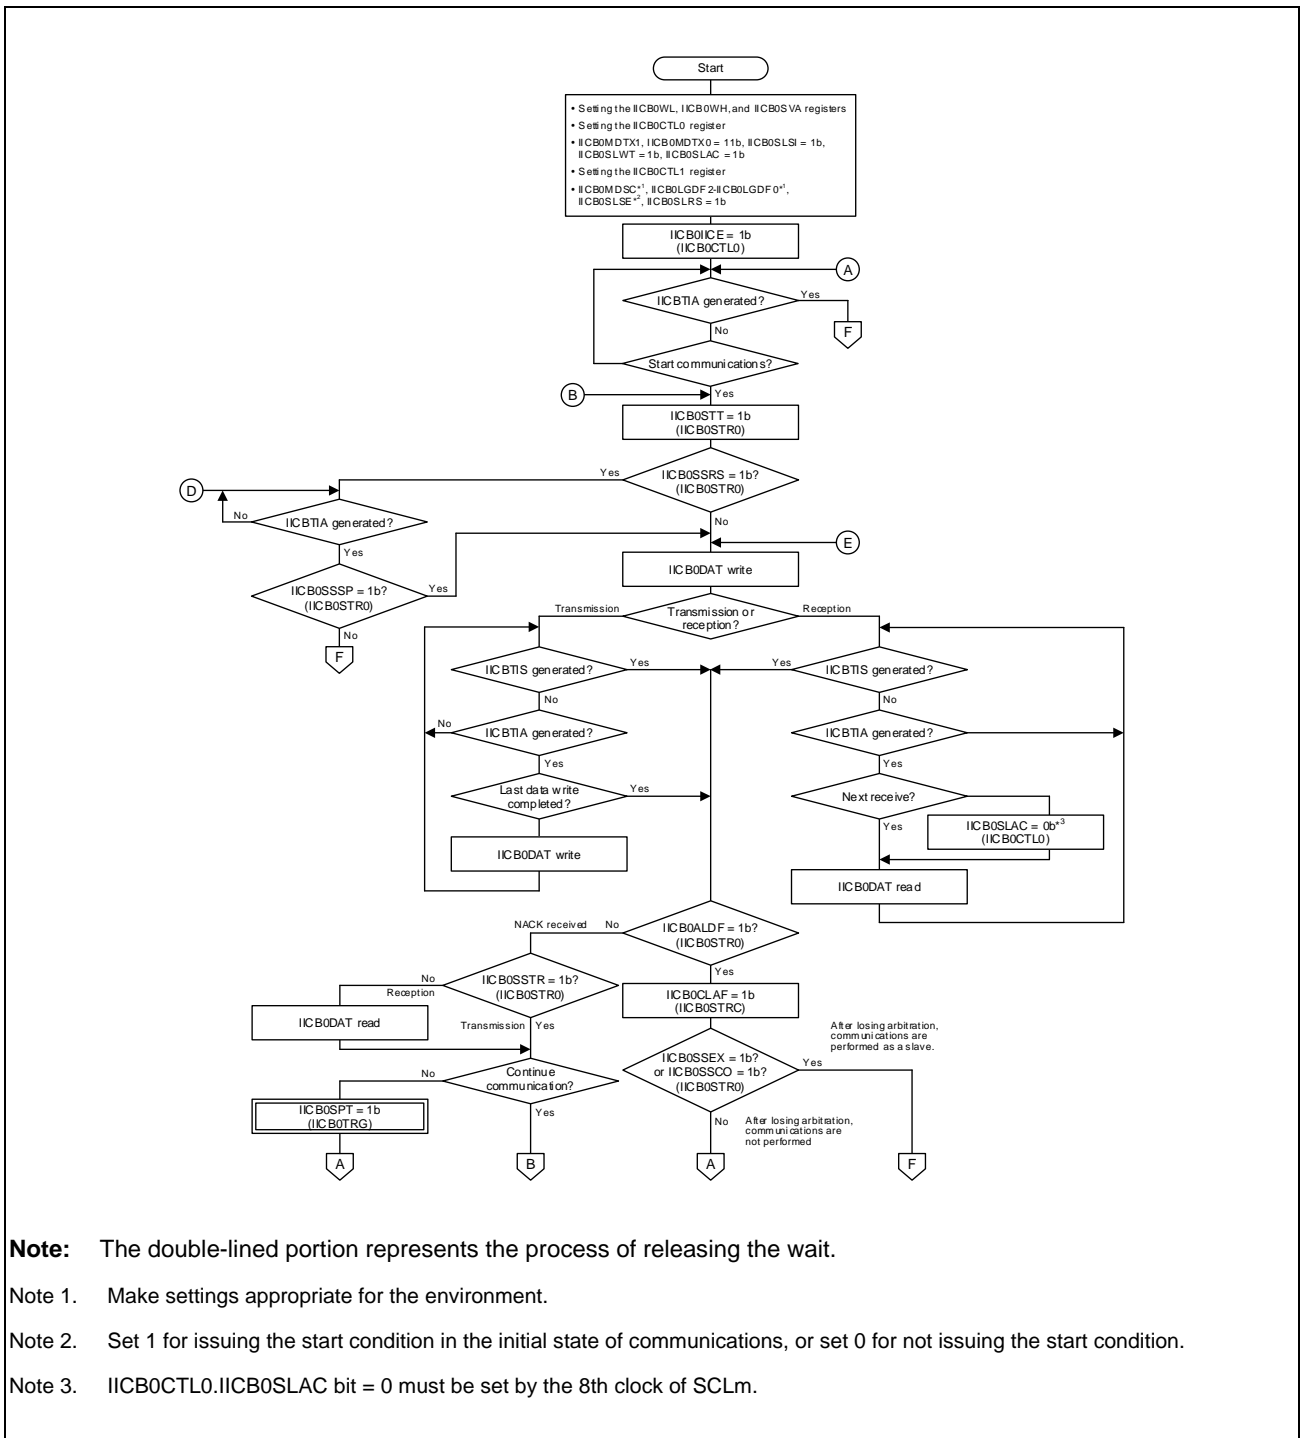 Start
• Setting the IICB0WL, IICB0WH, and IICB0SVA registers
• Setting the IICB0CTL0 register
• IICB0MDTX1, IICB0MDTX0 = 11b, IICB0SLSI = 1b,
IICB0SLWT = 1b, IICB0SLAC = 1b
• Setting the IICB0CTL1 register
• IICB0MDSC*1, IICB0LGDF2-IICB0LGDF0*1,
IICB0SLSE*2, IICB0SLRS = 1b
IICB0IICE = 1b
(IICB0CTL0)
A
IICBTIA generated?
Yes
F
No
Start communications?
Yes
B
IICB0STT = 1b
(IICB0STR0)
Yes
IICB0SSRS = 1b?
(IICB0STR0)
D
No
IICBTIA generated?
No
Yes
E
IICB0DAT write
IICB0SSSP = 1b?
(IICB0STR0)
Yes
No
F
Transmission
Transmission or
reception?
Reception
IICBTIS generated?
Yes
Yes
IICBTIS generated?
No
No
No
IICBTIA generated?
IICBTIA generated?
Yes
Yes
Last data write
completed?
Yes
Next receive?
Yes
IICB0SLAC = 0b*3
(IICB0CTL0)
IICB0DAT write
IICB0DAT read
NACK received
No
IICB0ALDF = 1b?
(IICB0STR0)
Yes
No
Reception
IICB0SSTR = 1b?
(IICB0STR0)
IICB0CLAF = 1b
(IICB0STRC)
IICB0DAT read
Transmission
Yes
After losing arbitration,
communications are
performed as a slave.
No
Continue
communication?
IICB0SSEX = 1b?
or IICB0SSCO = 1b?
(IICB0STR0)
Yes
IICB0SPT = 1b
(IICB0TRG)
Yes
No
After losing arbitration,
communications are
not performed
A
B
A
F
Note: The double-lined portion represents the process of releasing the wait.
Note 1. Make settings appropriate for the environment.
Note 2. Set 1 for issuing the start condition in the initial state of communications, or set 0 for not issuing the start condition.
Note 3. IICB0CTL0.IICB0SLAC bit = 0 must be set by the 8th clock of SCLm.